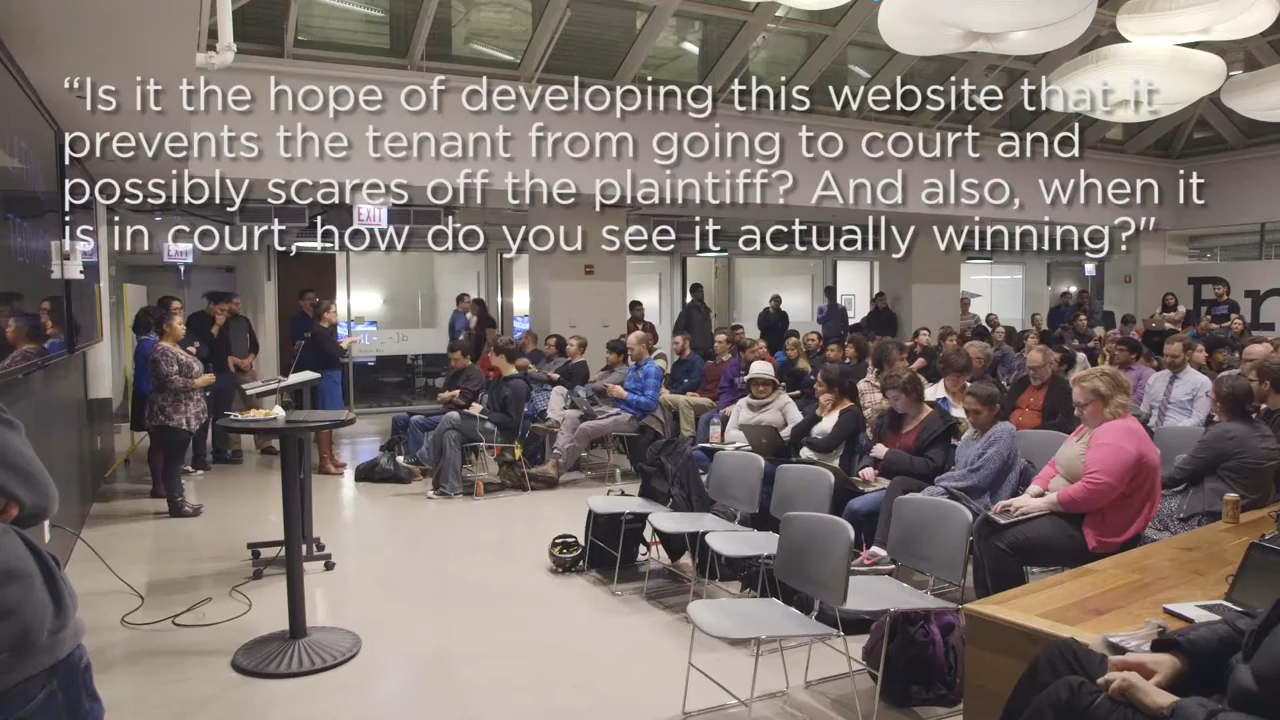 “Is it the hope of developing this website that it
prevents the tenant from going to court and
possibly scares off the plaintiff? And also, when it
is in court, how do you see it actually winning?”
EXIT
EXIT